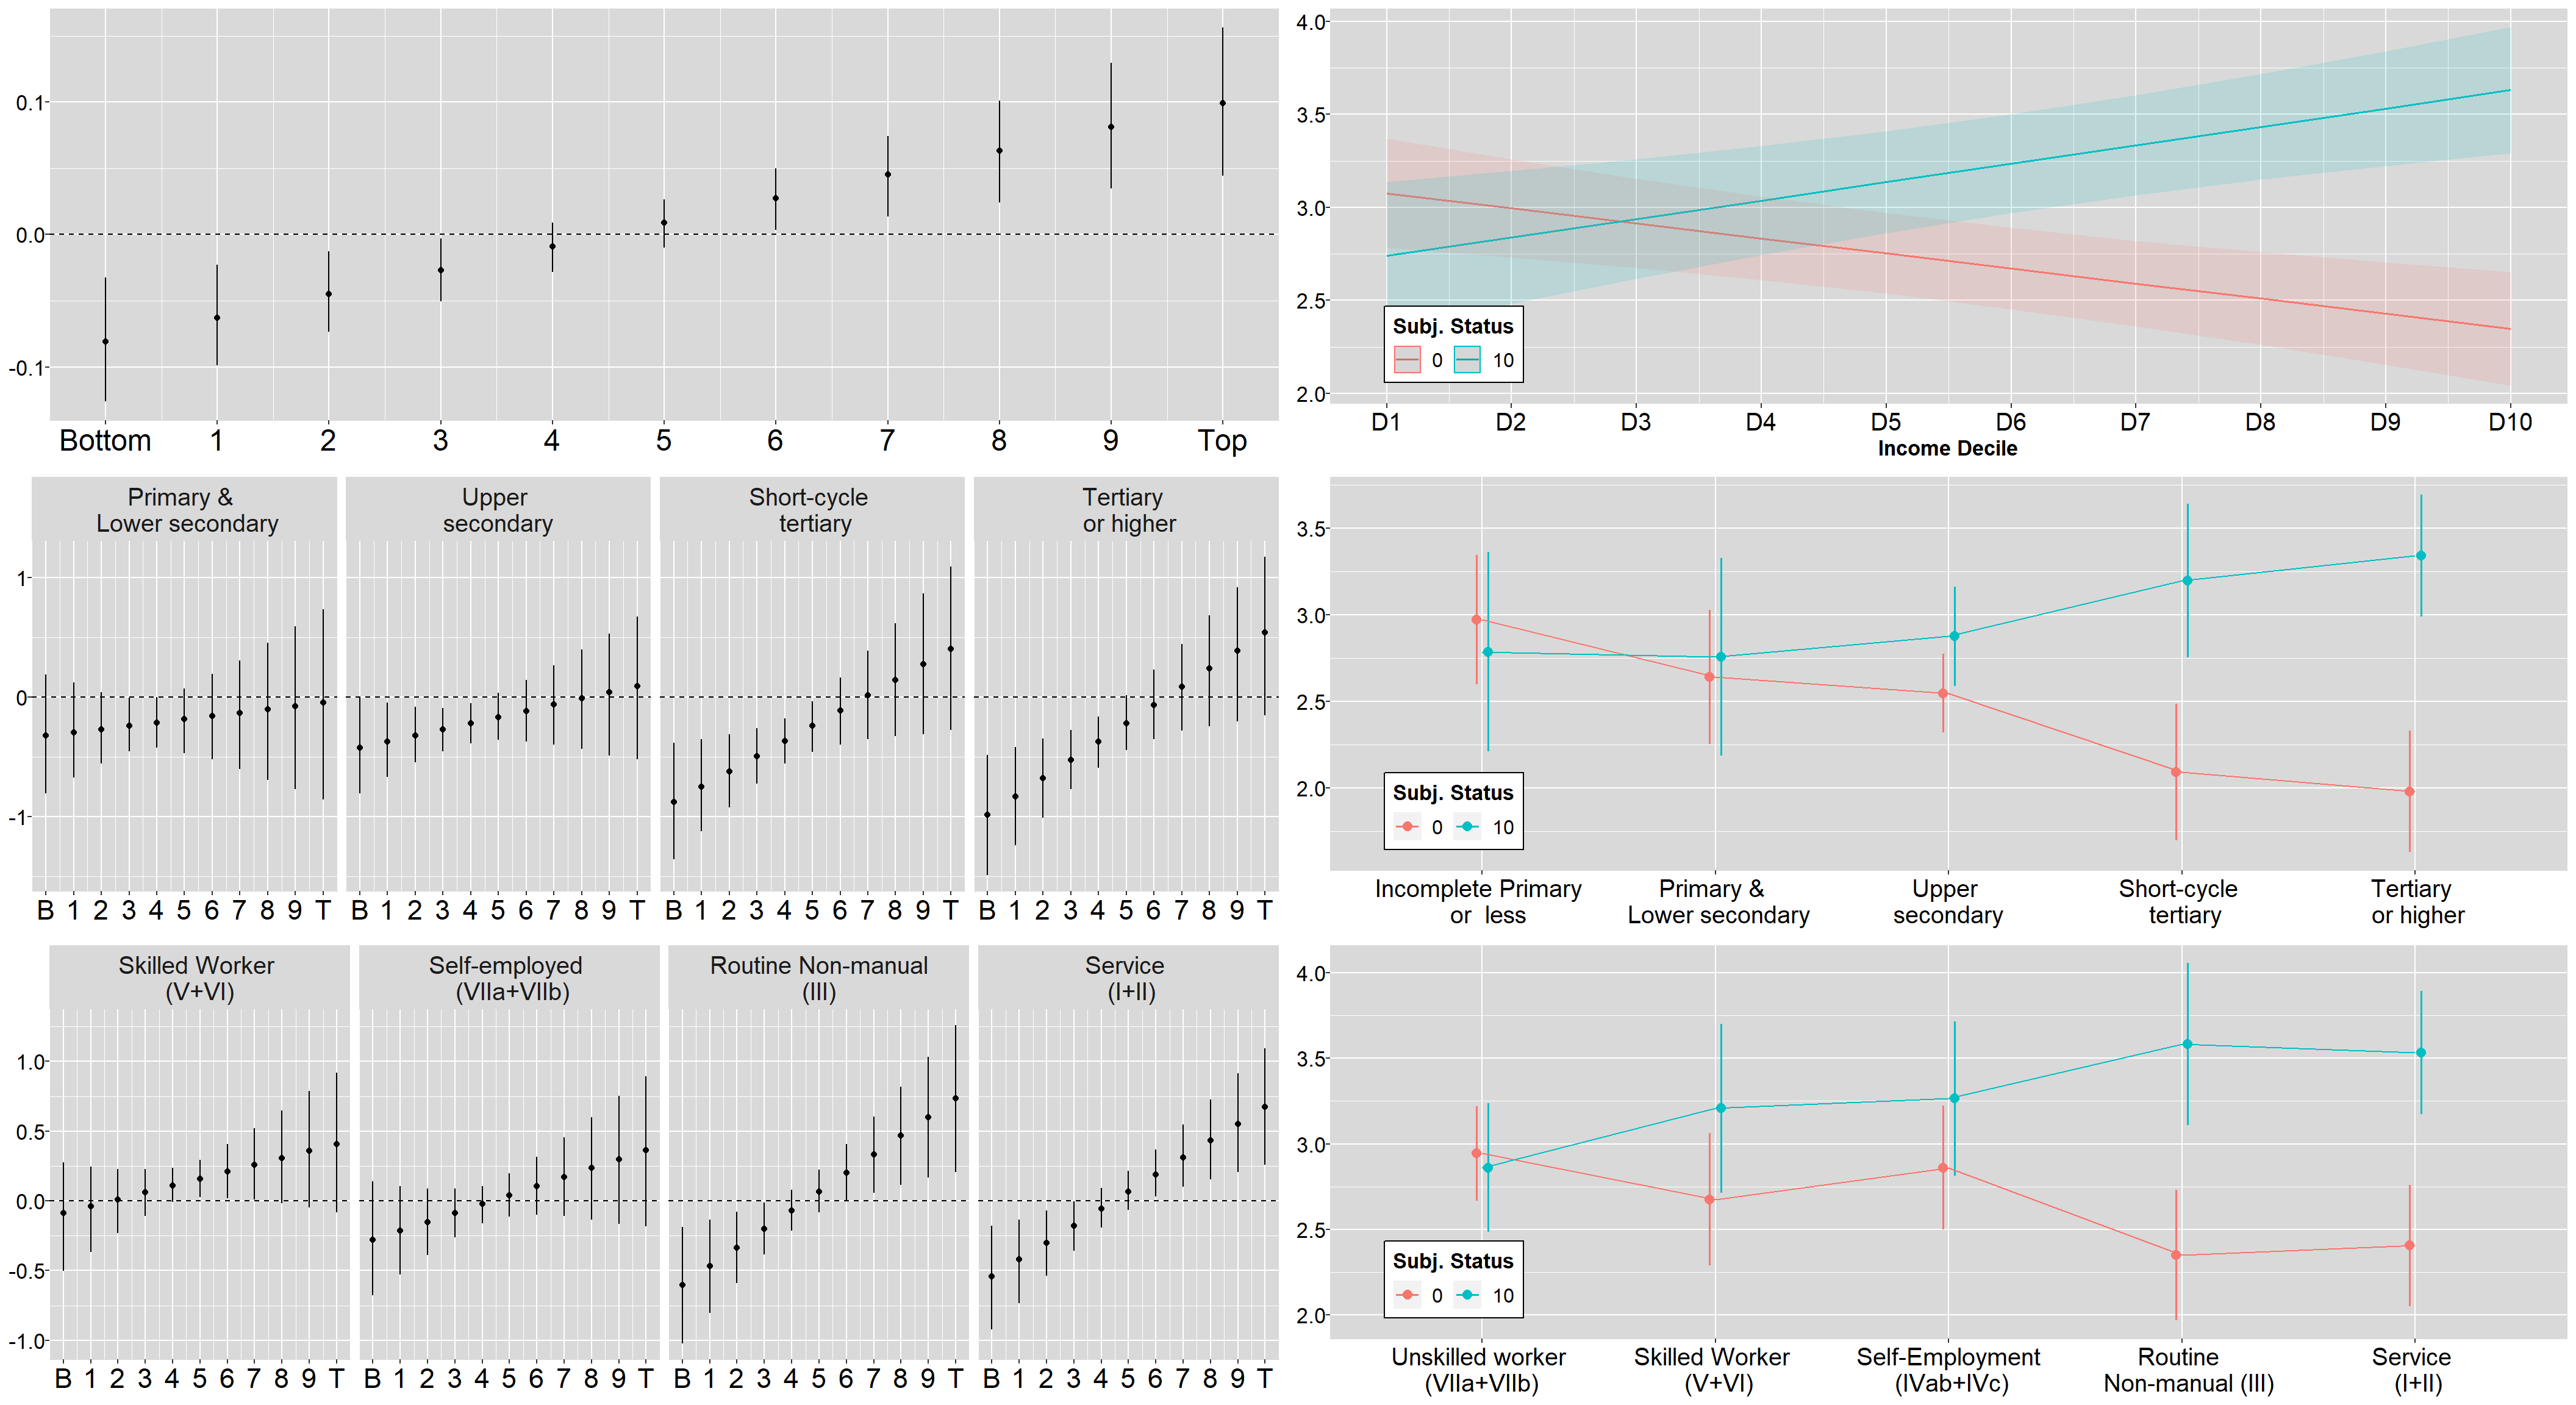 0.1
0.0
-0.1
Bottom 1 2 3 4 5 6 7 8 9 Top
4.0
3.5
3.0
2.5
2.0
Subj. Status
0 10
D1 D2 D3 D4 D5 D6 D7 D8 D9 D10
Income Decile
Primary &
Lower secondary
Upper
secondary
Short-cycle
tertiary
Tertiary
or higher
1
0
-1
B 1 2 3 4 5 6 7 8 9 T
B 1 2 3 4 5 6 7 8 9 T
B 1 2 3 4 5 6 7 8 9 T
B 1 2 3 4 5 6 7 8 9 T
3.5
3.0
2.5
2.0
Subj. Status
0 10
Incomplete Primary
or less
Primary &
Lower secondary
Upper
secondary
Short-cycle
tertiary
Tertiary
or higher
Skilled Worker
(V+VI)
Self-employed
(VIIa+VIIb)
Routine Non-manual
(III)
Service
(I+II)
1.0
0.5
0.0
-0.5
-1.0
B 1 2 3 4 5 6 7 8 9 T
B 1 2 3 4 5 6 7 8 9 T
B 1 2 3 4 5 6 7 8 9 T
B 1 2 3 4 5 6 7 8 9 T
4.0
3.5
3.0
2.5
2.0
Subj. Status
0 10
Unskilled worker
(VIIa+VIIb)
Skilled Worker
(V+VI)
Self-Employment
(IVab+IVc)
Routine
Non-manual (III)
Service
(I+II)